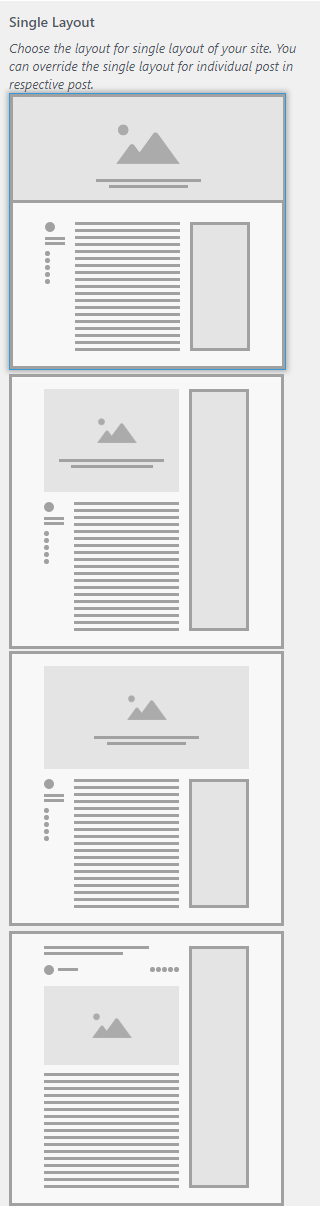 Single Layout
Choose the layout for single layout of your site. You
can override the single layout for individual post in
respective post.